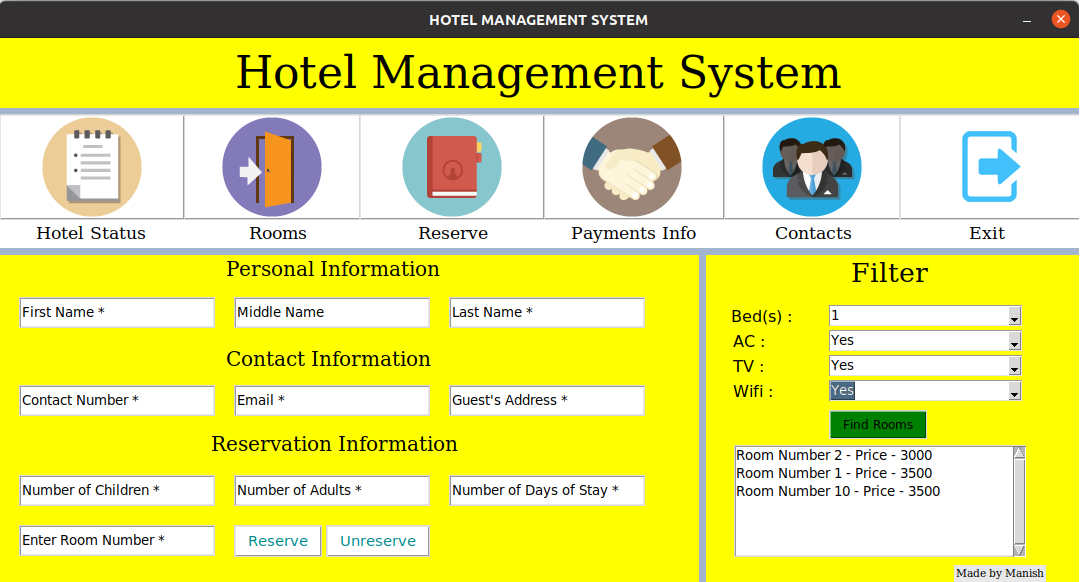 HOTEL MANAGEMENT SYSTEM
Hotel Management System
Hotel Status Rooms Reserve Payments Info Contacts Exit
Personal Information
First Name * Middle Name Last Name *
Contact Information
Contact Number * Email * Guest's Address *
Reservation Information
Number of Children * Number of Adults * Number of Days of Stay *
Enter Room Number * Reserve Unreserve
Filter
Bed(s) : 1
AC : Yes
TV : Yes
Wifi : Yes
Find Rooms
Room Number 2 - Price - 3000
Room Number 1 - Price - 3500
Room Number 10 - Price - 3500
Made by Manish